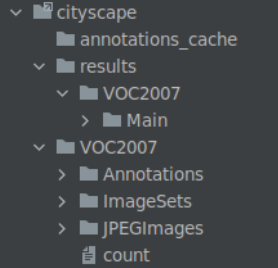 cityscape
annotations_cache
results
VOC2007
Main
VOC2007
Annotations
ImageSets
JPEGImages
count